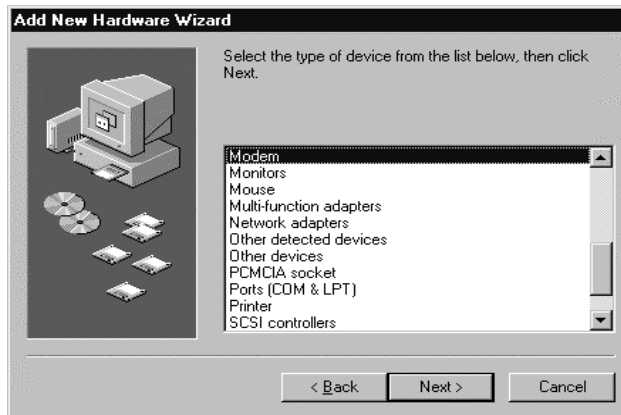 Add New Hardware Wizard
Select the type of device from the list below, then click
Next.
Modem
Monitors
Mouse
Multi-function adapters
Network adapters
Other detected devices
Other devices
PCMCIA socket
Ports (COM & LPT)
Printer
SCSI controllers
< Back
Next >
Cancel